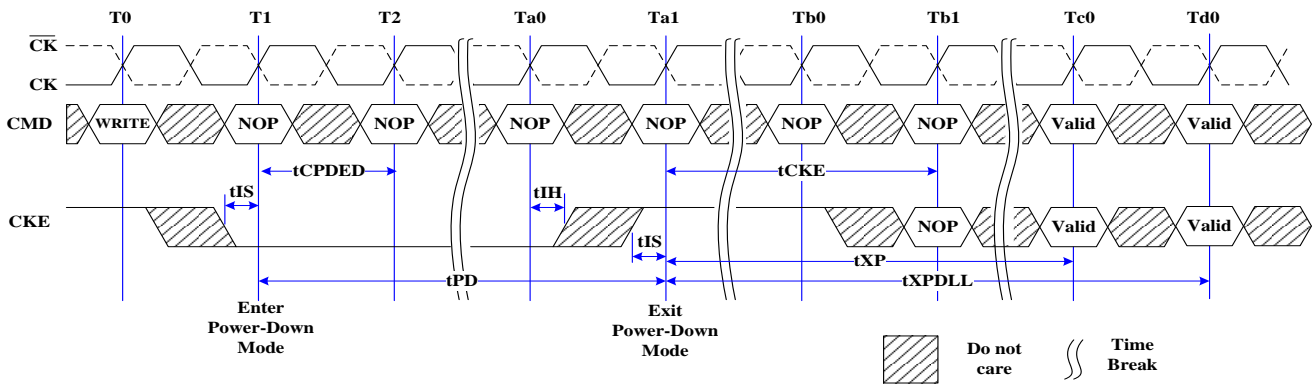 T0 T1 T2 Ta0 Ta1 Tb0 Tb1 Tc0 Td0
CK
CK
CMD WRITE NOP NOP NOP NOP NOP NOP Valid Valid
tCPDED tCKE
tIS tIH
CKE NOP Valid Valid
tIS
tXP
tPD tXPDLL
Enter
Power-Down
Mode
Exit
Power-Down
Mode
Do not
care
Time
Break